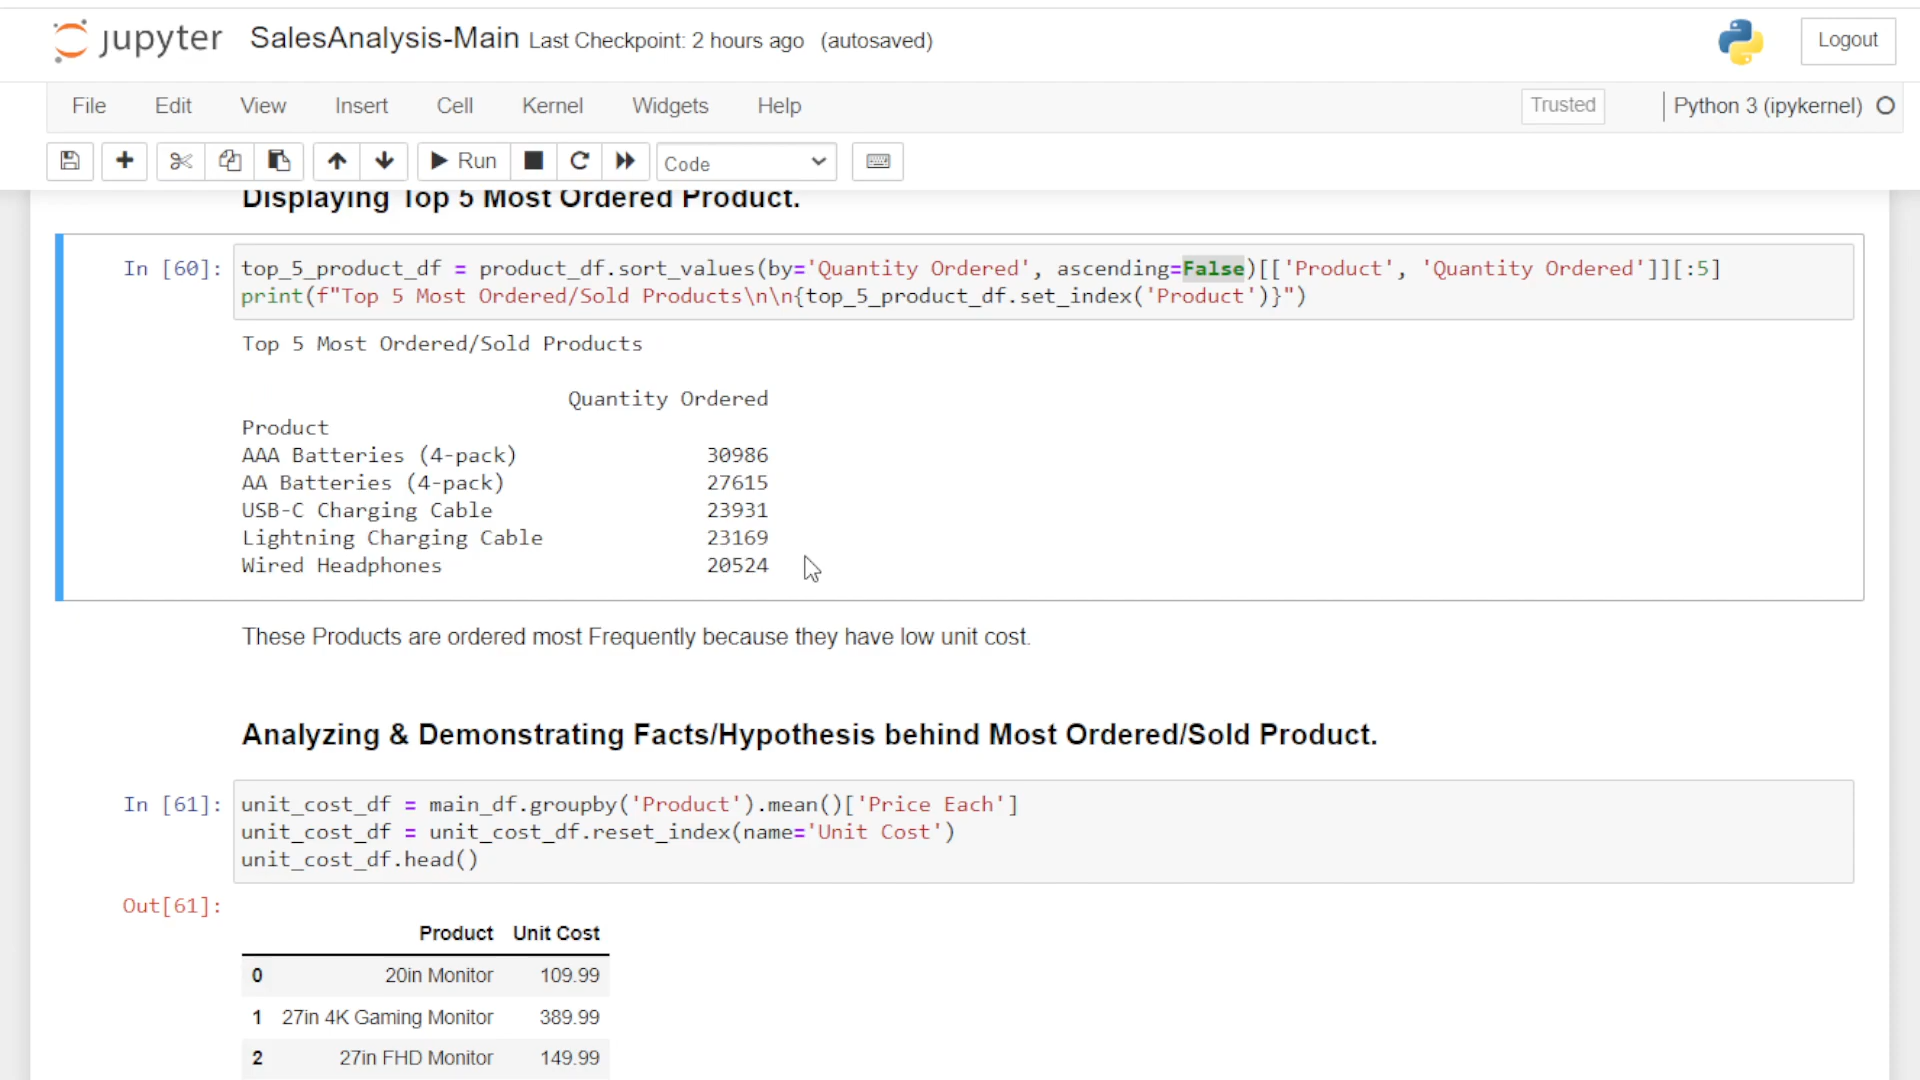 jupyter SalesAnalysis-Main Last Checkpoint: 2 hours ago (autosaved) Logout
File Edit View Insert Cell Kernel Widgets Help Trusted Python 3 (ipykernel)
Run Code
Displaying Top 5 Most Ordered Product.
In [60]: top_5_product_df = product_df.sort_values(by='Quantity Ordered', ascending=False)[['Product', 'Quantity Ordered']][:5]
print(f"Top 5 Most Ordered/Sold Products\n\n{top_5_product_df.set_index('Product')}")
Top 5 Most Ordered/Sold Products
Quantity Ordered
Product
AAA Batteries (4-pack) 30986
AA Batteries (4-pack) 27615
USB-C Charging Cable 23931
Lightning Charging Cable 23169
Wired Headphones 20524
These Products are ordered most Frequently because they have low unit cost.
Analyzing & Demonstrating Facts/Hypothesis behind Most Ordered/Sold Product.
In [61]: unit_cost_df = main_df.groupby('Product').mean()['Price Each']
unit_cost_df = unit_cost_df.reset_index(name='Unit Cost')
unit_cost_df.head()
Out[61]:
Product Unit Cost
0 20in Monitor 109.99
1 27in 4K Gaming Monitor 389.99
2 27in FHD Monitor 149.99